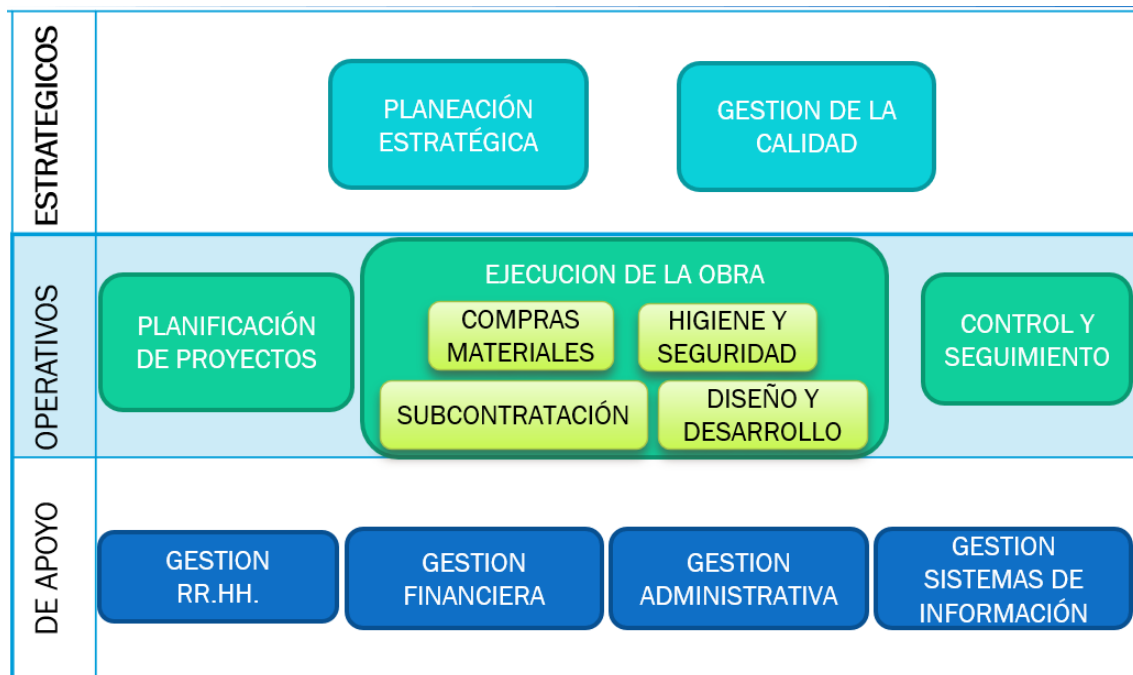 ESTRATEGICOS
PLANEACIÓN
ESTRATÉGICA
GESTION DE LA
CALIDAD
OPERATIVOS
PLANIFICACIÓN
DE PROYECTOS
EJECUCION DE LA OBRA
COMPRAS
MATERIALES
HIGIENE Y
SEGURIDAD
SUBCONTRATACIÓN
DISEÑO Y
DESARROLLO
CONTROL Y
SEGUIMIENTO
DE APOYO
GESTION
RR.HH.
GESTION
FINANCIERA
GESTION
ADMINISTRATIVA
GESTION
SISTEMAS DE
INFORMACIÓN